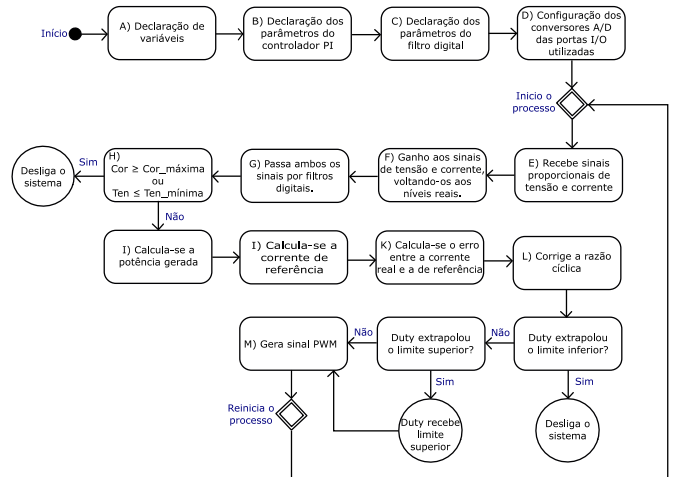 Início
A) Declaração de
variáveis
B) Declaração dos
parâmetros do
controlador PI
C) Declaração dos
parâmetros do
filtro digital
D) Configuração dos
conversores A/D
das portas I/O
utilizadas
Inicio o
processo
E) Recebe sinais
proporcionais de
tensão e corrente
F) Ganho aos sinais
de tensão e corrente,
voltando-os aos
níveis reais.
G) Passa ambos os
sinais por filtros
digitais.
H)
Cor ≥ Cor_máxima
ou
Ten ≤ Ten_mínima
Sim
Desliga o
sistema
Não
I) Calcula-se a
potência gerada
I) Calcula-se a
corrente de
referência
K) Calcula-se o erro
entre a corrente
real e a de referência
L) Corrige a razão
cíclica
Duty extrapolou
o limite inferior?
Não
Duty extrapolou
o limite superior?
Não
M) Gera sinal PWM
Sim
Desliga o
sistema
Sim
Duty recebe
limite
superior
Reinicia o
processo